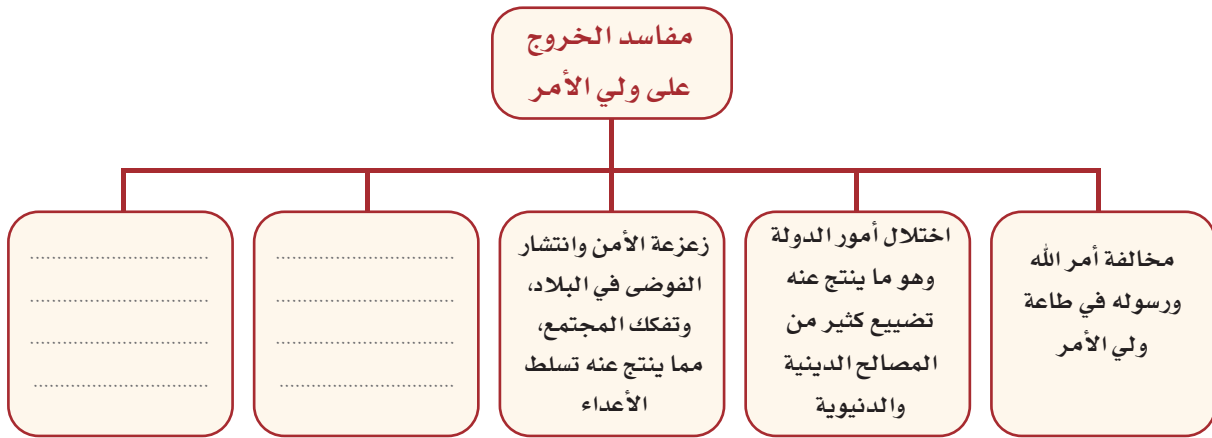 مفاسد الخروج
على ولي الأمر
مخالفة أمر الله
ورسوله في طاعة
ولي الأمر
اختلال أمور الدولة
وهو ما ينتج عنه
تضييع كثير من
المصالح الدينية
والدنيوية
زعزعة الأمن وانتشار
الفوضى في البلاد،
وتفكك المجتمع،
مما ينتج عنه تسلط
الأعداء